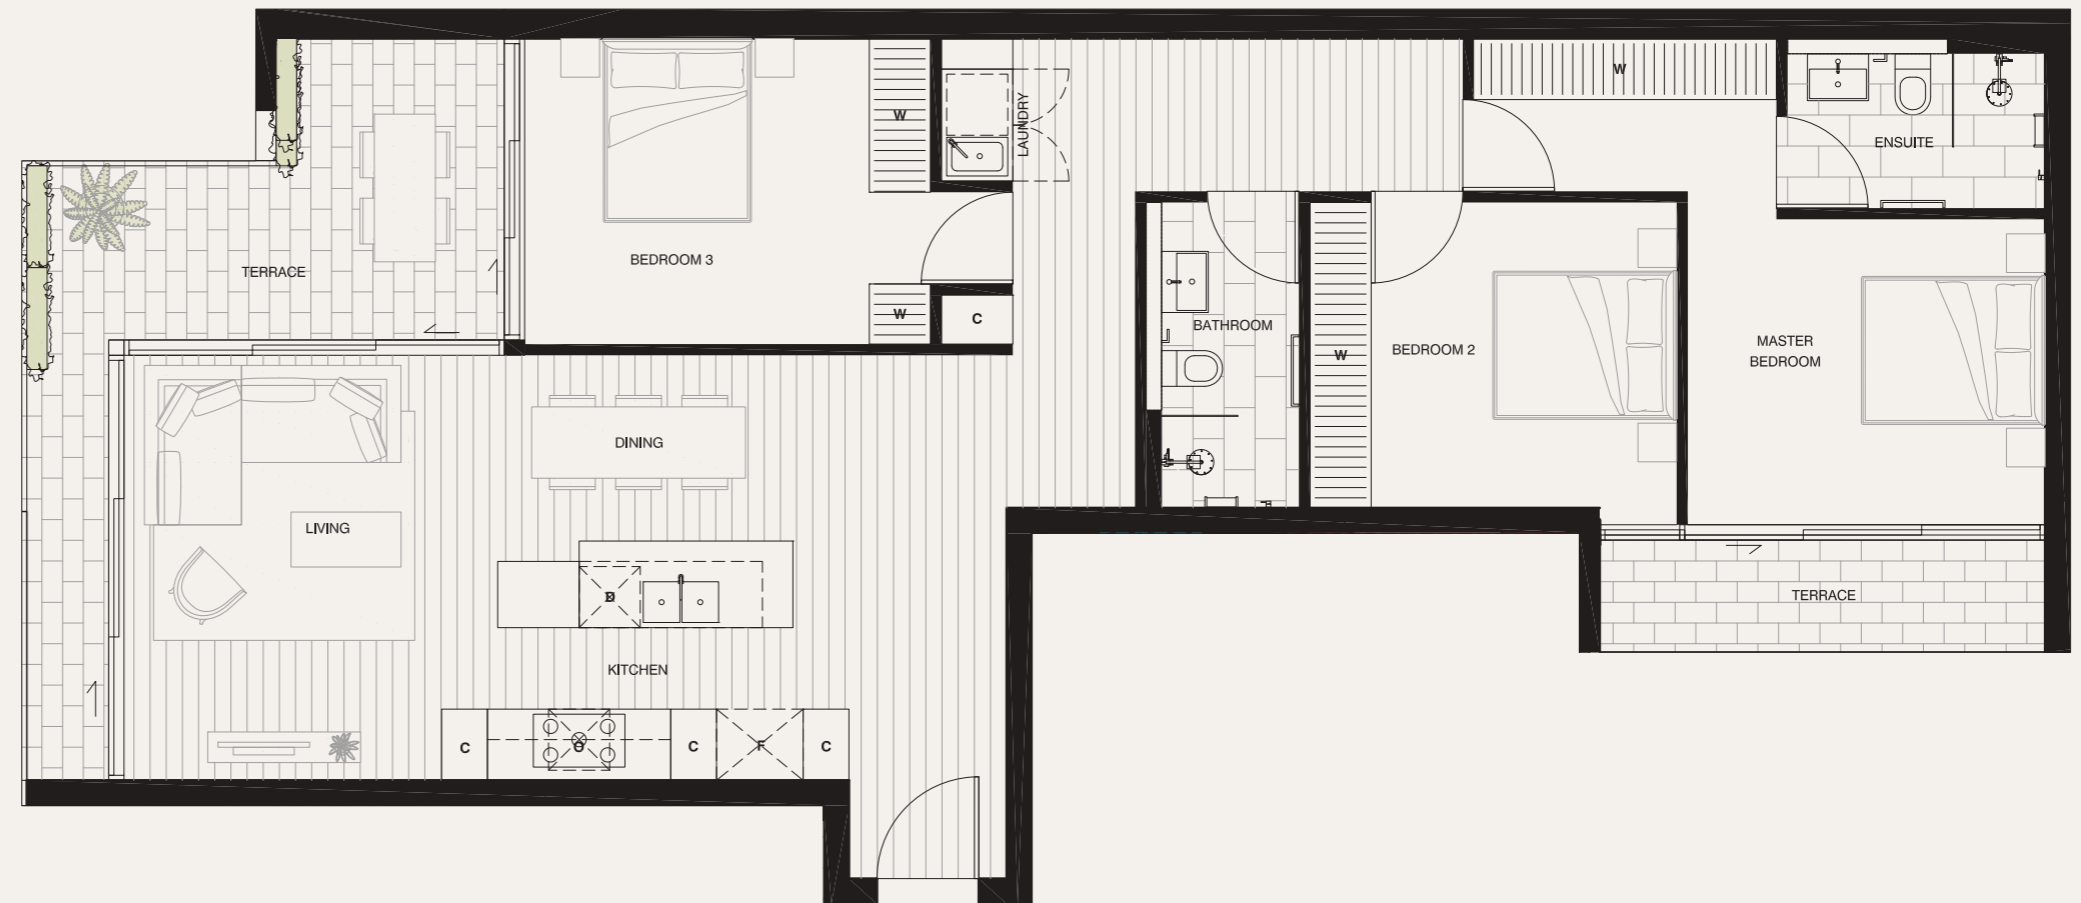 W
W
LAUNDRY
ENSUITE
BEDROOM 3
TERRACE
W
C
BATHROOM
W
BEDROOM 2
MASTER
BEDROOM
DINING
LIVING
D
TERRACE
KITCHEN
C
O
C
F
C